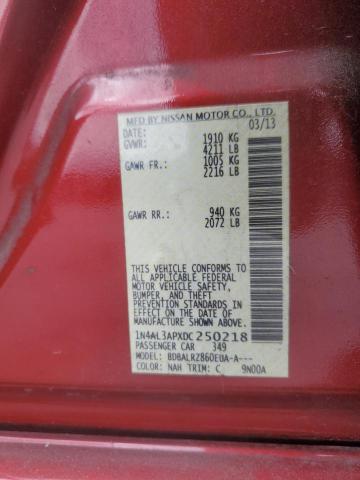 MFD BY NISSAN MOTOR CO., LTD.
DATE: 03/13
GVWR: 1910 KG
4211 LB
GAWR FR.: 1005 KG
2216 LB
GAWR RR.: 940 KG
2072 LB
THIS VEHICLE CONFORMS TO
ALL APPLICABLE FEDERAL
MOTOR VEHICLE SAFETY,
BUMPER, AND THEFT
PREVENTION STANDARDS IN
EFFECT ON THE DATE OF
MANUFACTURE SHOWN ABOVE.
1N4AL3APXDC250218
PASSENGER CAR 349
MODEL: BDBALRZ860EUA-A---
COLOR: NAH TRIM: C 9N00A